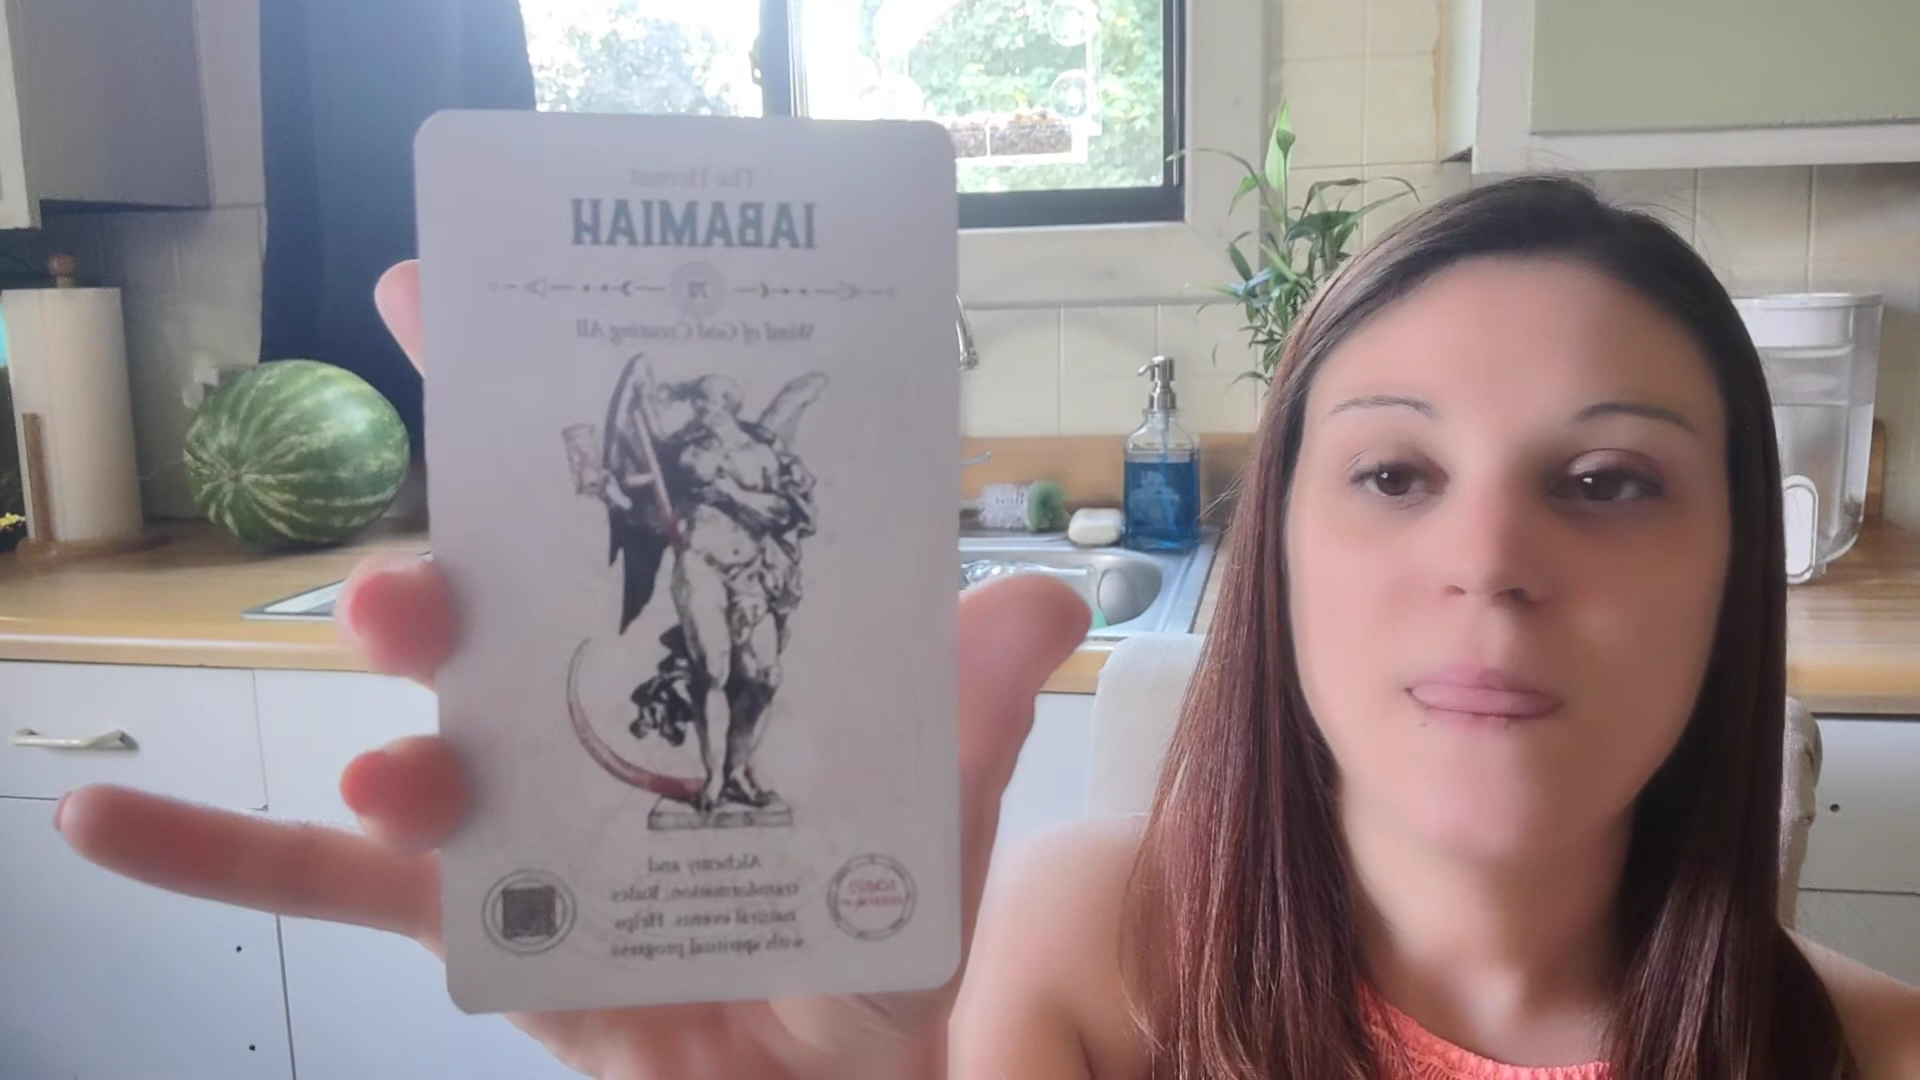 The Hermit
IABAMIAH
70
Word of God Creating All
Alchemy and
transformation. Rules
natural events. Helps
with spiritual progress